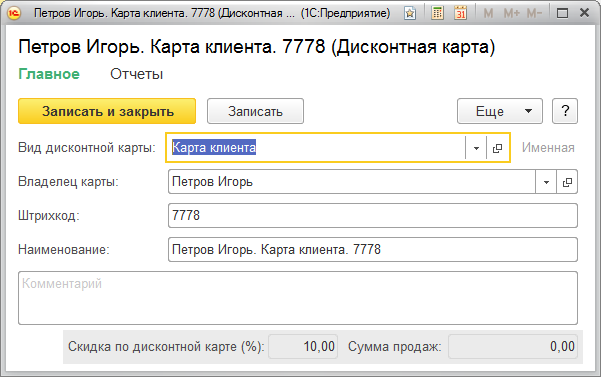 Петров Игорь. Карта клиента. 7778 (Дисконтная ... (1С:Предприятие) M M+ M-
Петров Игорь. Карта клиента. 7778 (Дисконтная карта)
Главное Отчеты
Записать и закрыть Записать Еще ?
Вид дисконтной карты: Карта клиента Именная
Владелец карты: Петров Игорь
Штрихкод: 7778
Наименование: Петров Игорь. Карта клиента. 7778
Комментарий
Скидка по дисконтной карте (%): 10,00 Сумма продаж: 0,00